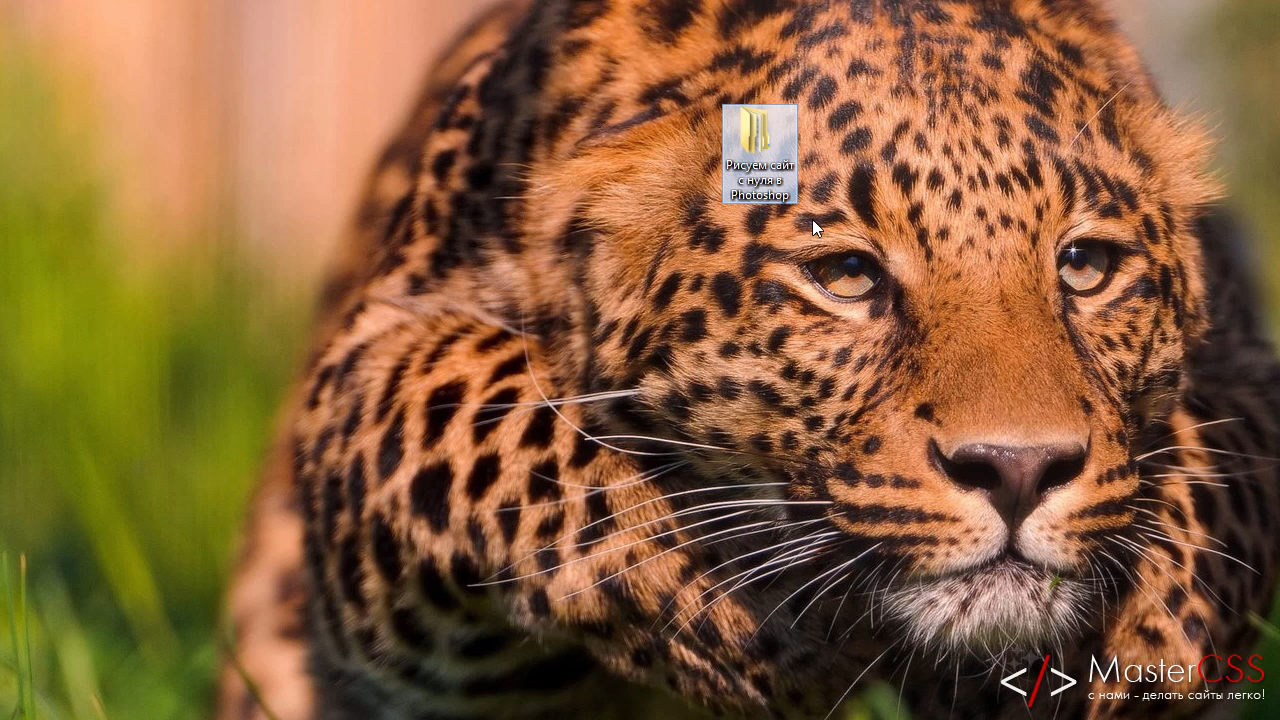 Рисуем сайт
с нуля в
Photoshop
</> MasterCSS
с нами - делать сайты легко!